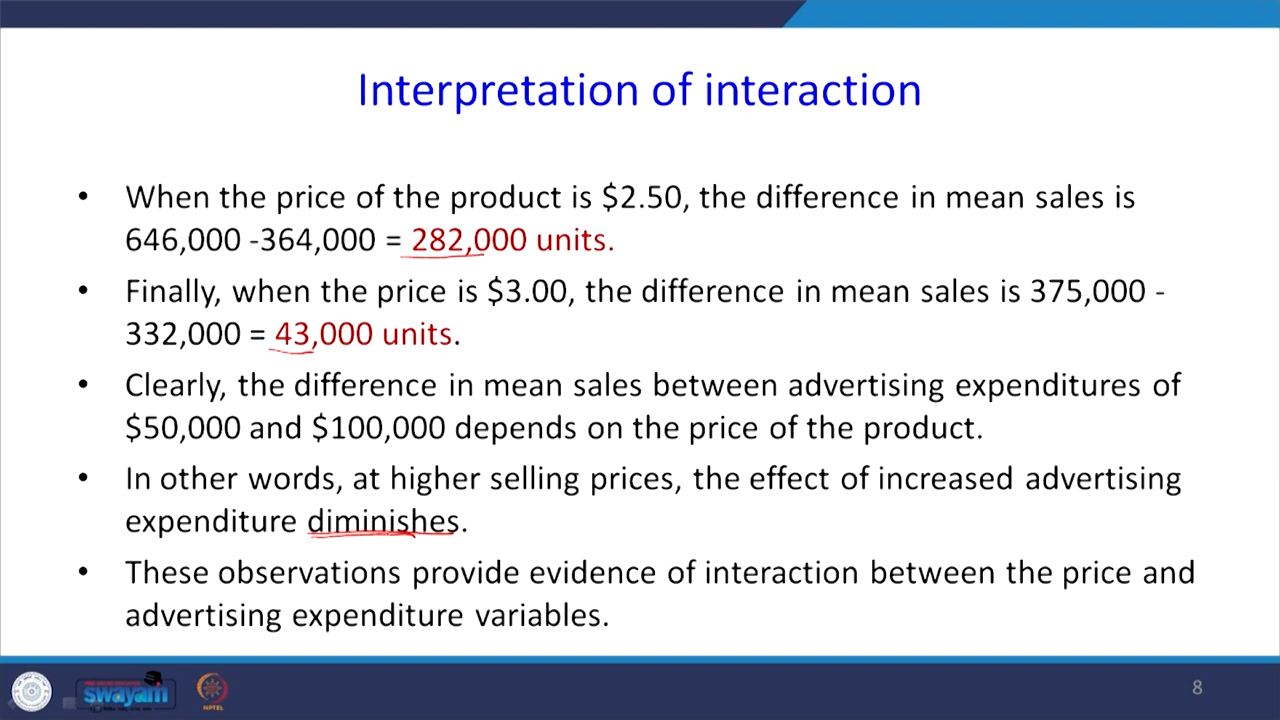 Interpretation of interaction
• When the price of the product is $2.50, the difference in mean sales is
646,000 -364,000 = 282,000 units.
• Finally, when the price is $3.00, the difference in mean sales is 375,000 -
332,000 = 43,000 units.
• Clearly, the difference in mean sales between advertising expenditures of
$50,000 and $100,000 depends on the price of the product.
• In other words, at higher selling prices, the effect of increased advertising
expenditure diminishes.
• These observations provide evidence of interaction between the price and
advertising expenditure variables.
swayam
NPTEL
8